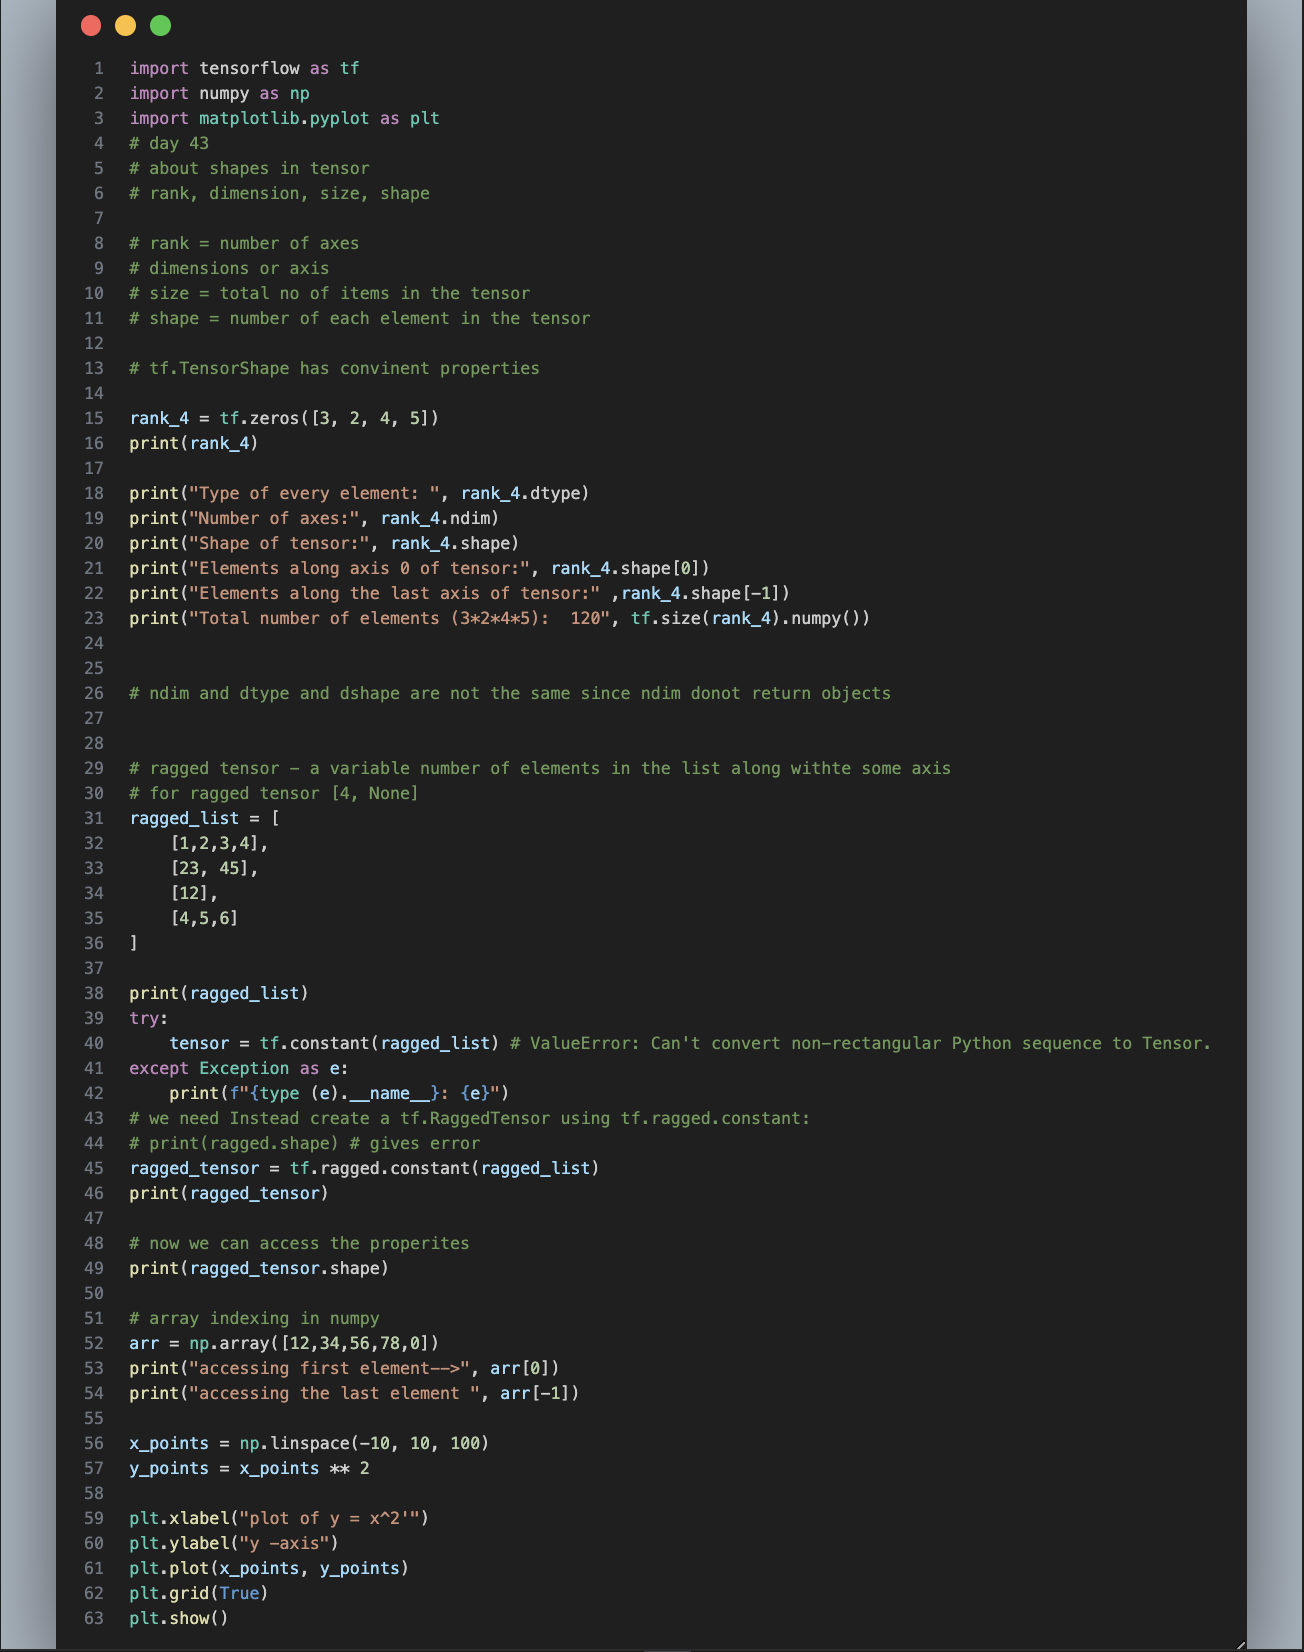 1 import tensorflow as tf
2 import numpy as np
3 import matplotlib.pyplot as plt
4 # day 43
5 # about shapes in tensor
6 # rank, dimension, size, shape
7
8 # rank = number of axes
9 # dimensions or axis
10 # size = total no of items in the tensor
11 # shape = number of each element in the tensor
12
13 # tf.TensorShape has convinent properties
14
15 rank_4 = tf.zeros([3, 2, 4, 5])
16 print(rank_4)
17
18 print("Type of every element: ", rank_4.dtype)
19 print("Number of axes:", rank_4.ndim)
20 print("Shape of tensor:", rank_4.shape)
21 print("Elements along axis 0 of tensor:", rank_4.shape[0])
22 print("Elements along the last axis of tensor:" ,rank_4.shape[-1])
23 print("Total number of elements (3*2*4*5):  120", tf.size(rank_4).numpy())
24
25
26 # ndim and dtype and dshape are not the same since ndim donot return objects
27
28
29 # ragged tensor - a variable number of elements in the list along withte some axis
30 # for ragged tensor [4, None]
31 ragged_list = [
32     [1,2,3,4],
33     [23, 45],
34     [12],
35     [4,5,6]
36 ]
37
38 print(ragged_list)
39 try:
40     tensor = tf.constant(ragged_list) # ValueError: Can't convert non-rectangular Python sequence to Tensor.
41 except Exception as e:
42     print(f"{type (e).__name__}: {e}")
43 # we need Instead create a tf.RaggedTensor using tf.ragged.constant:
44 # print(ragged.shape) # gives error
45 ragged_tensor = tf.ragged.constant(ragged_list)
46 print(ragged_tensor)
47
48 # now we can access the properites
49 print(ragged_tensor.shape)
50
51 # array indexing in numpy
52 arr = np.array([12,34,56,78,0])
53 print("accessing first element-->", arr[0])
54 print("accessing the last element ", arr[-1])
55
56 x_points = np.linspace(-10, 10, 100)
57 y_points = x_points ** 2
58
59 plt.xlabel("plot of y = x^2'")
60 plt.ylabel("y -axis")
61 plt.plot(x_points, y_points)
62 plt.grid(True)
63 plt.show()